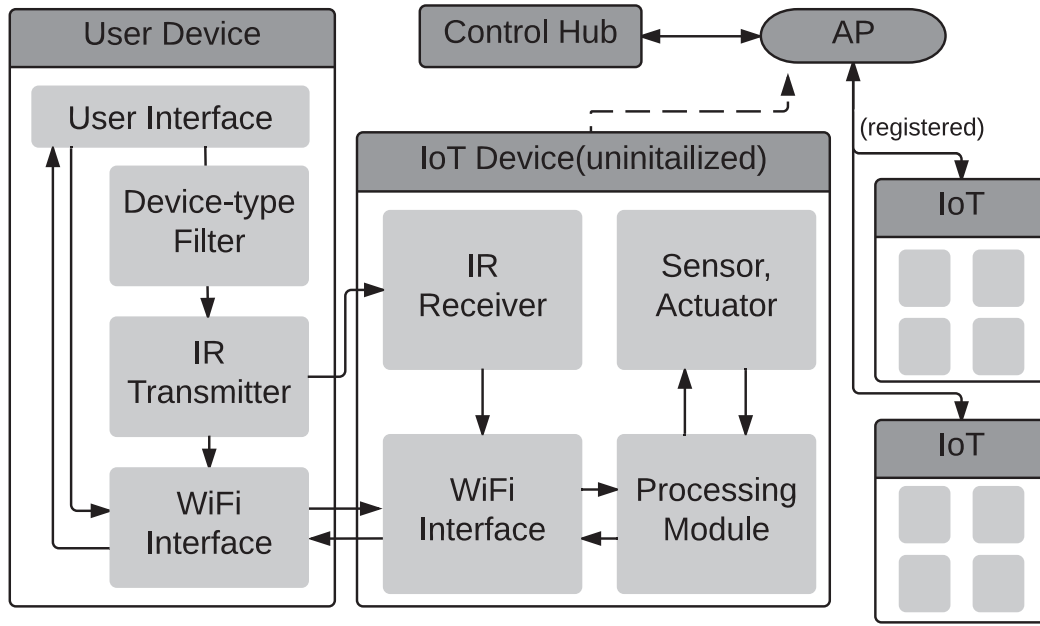 User Device
Control Hub
AP
User Interface
(registered)
IoT Device(uninitailized)
Device-type
Filter
IoT
IR
Receiver
Sensor,
Actuator
IR
Transmitter
IoT
WiFi
Interface
WiFi
Interface
Processing
Module